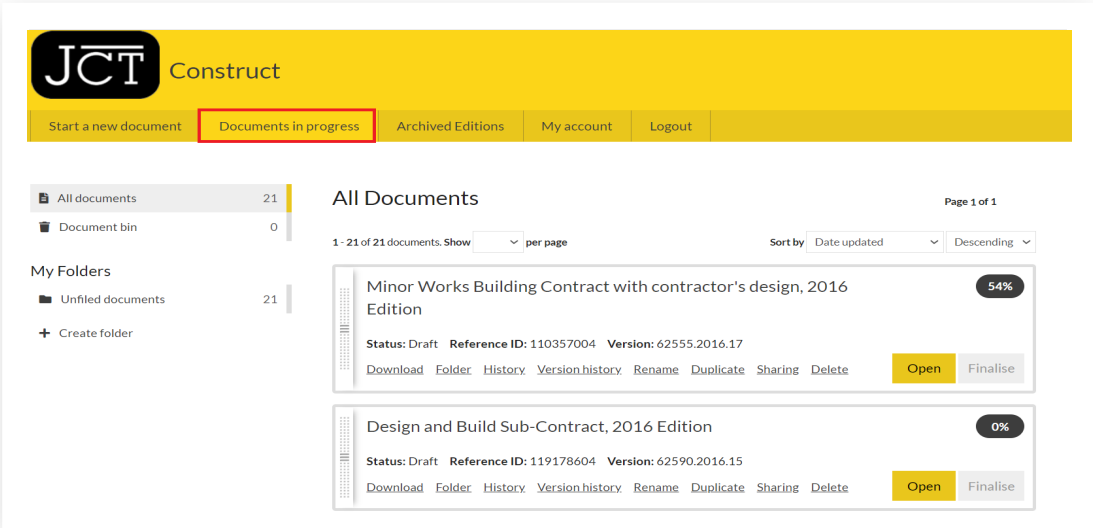 JCT Construct
Start a new document Documents in progress Archived Editions My account Logout
All documents 21
Document bin 0
My Folders
Unfiled documents 21
Create folder
All Documents
Page 1 of 1
1 - 21 of 21 documents. Show per page
Sort by Date updated Descending
Minor Works Building Contract with contractor's design, 2016
Edition
54%
Status: Draft Reference ID: 110357004 Version: 62555.2016.17
Download Folder History Version history Rename Duplicate Sharing Delete
Open Finalise
Design and Build Sub-Contract, 2016 Edition
0%
Status: Draft Reference ID: 119178604 Version: 62590.2016.15
Download Folder History Version history Rename Duplicate Sharing Delete
Open Finalise